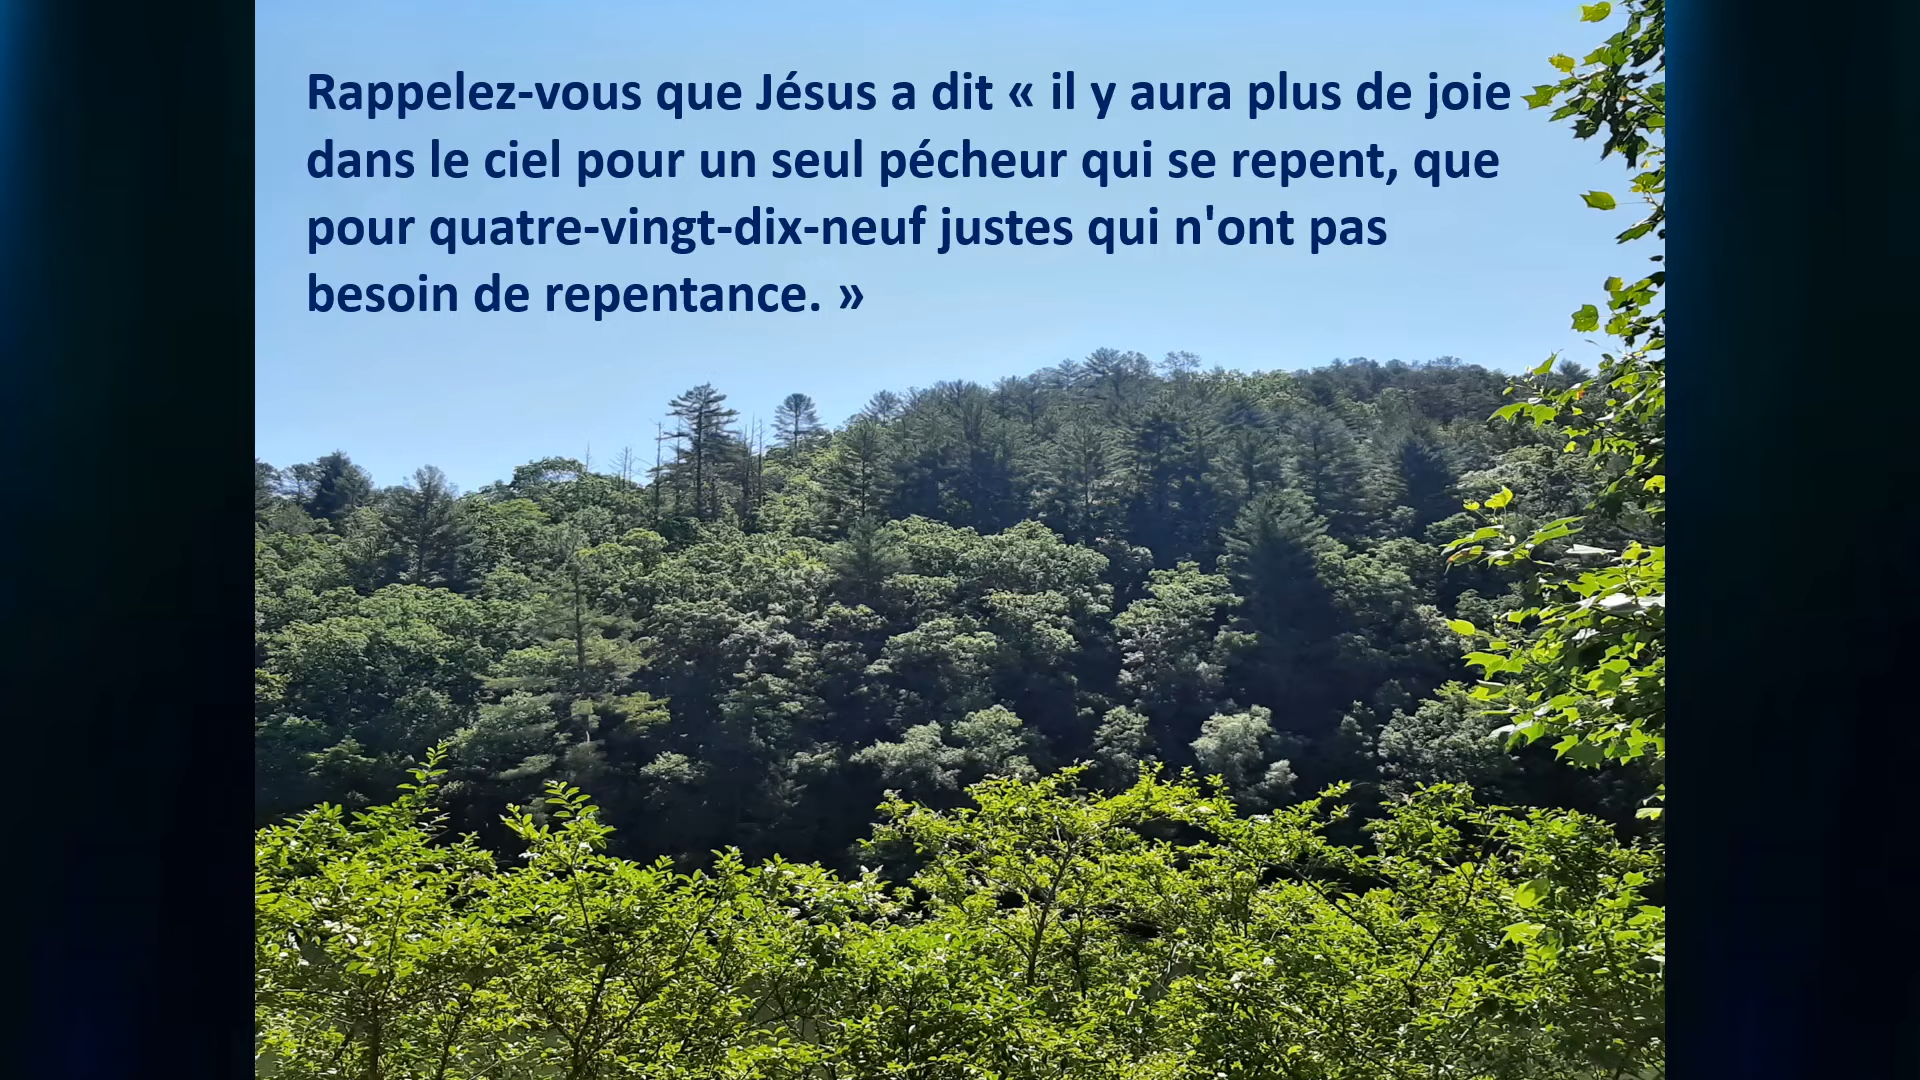 Rappelez-vous que Jésus a dit « il y aura plus de joie
dans le ciel pour un seul pécheur qui se repent, que
pour quatre-vingt-dix-neuf justes qui n'ont pas
besoin de repentance. »